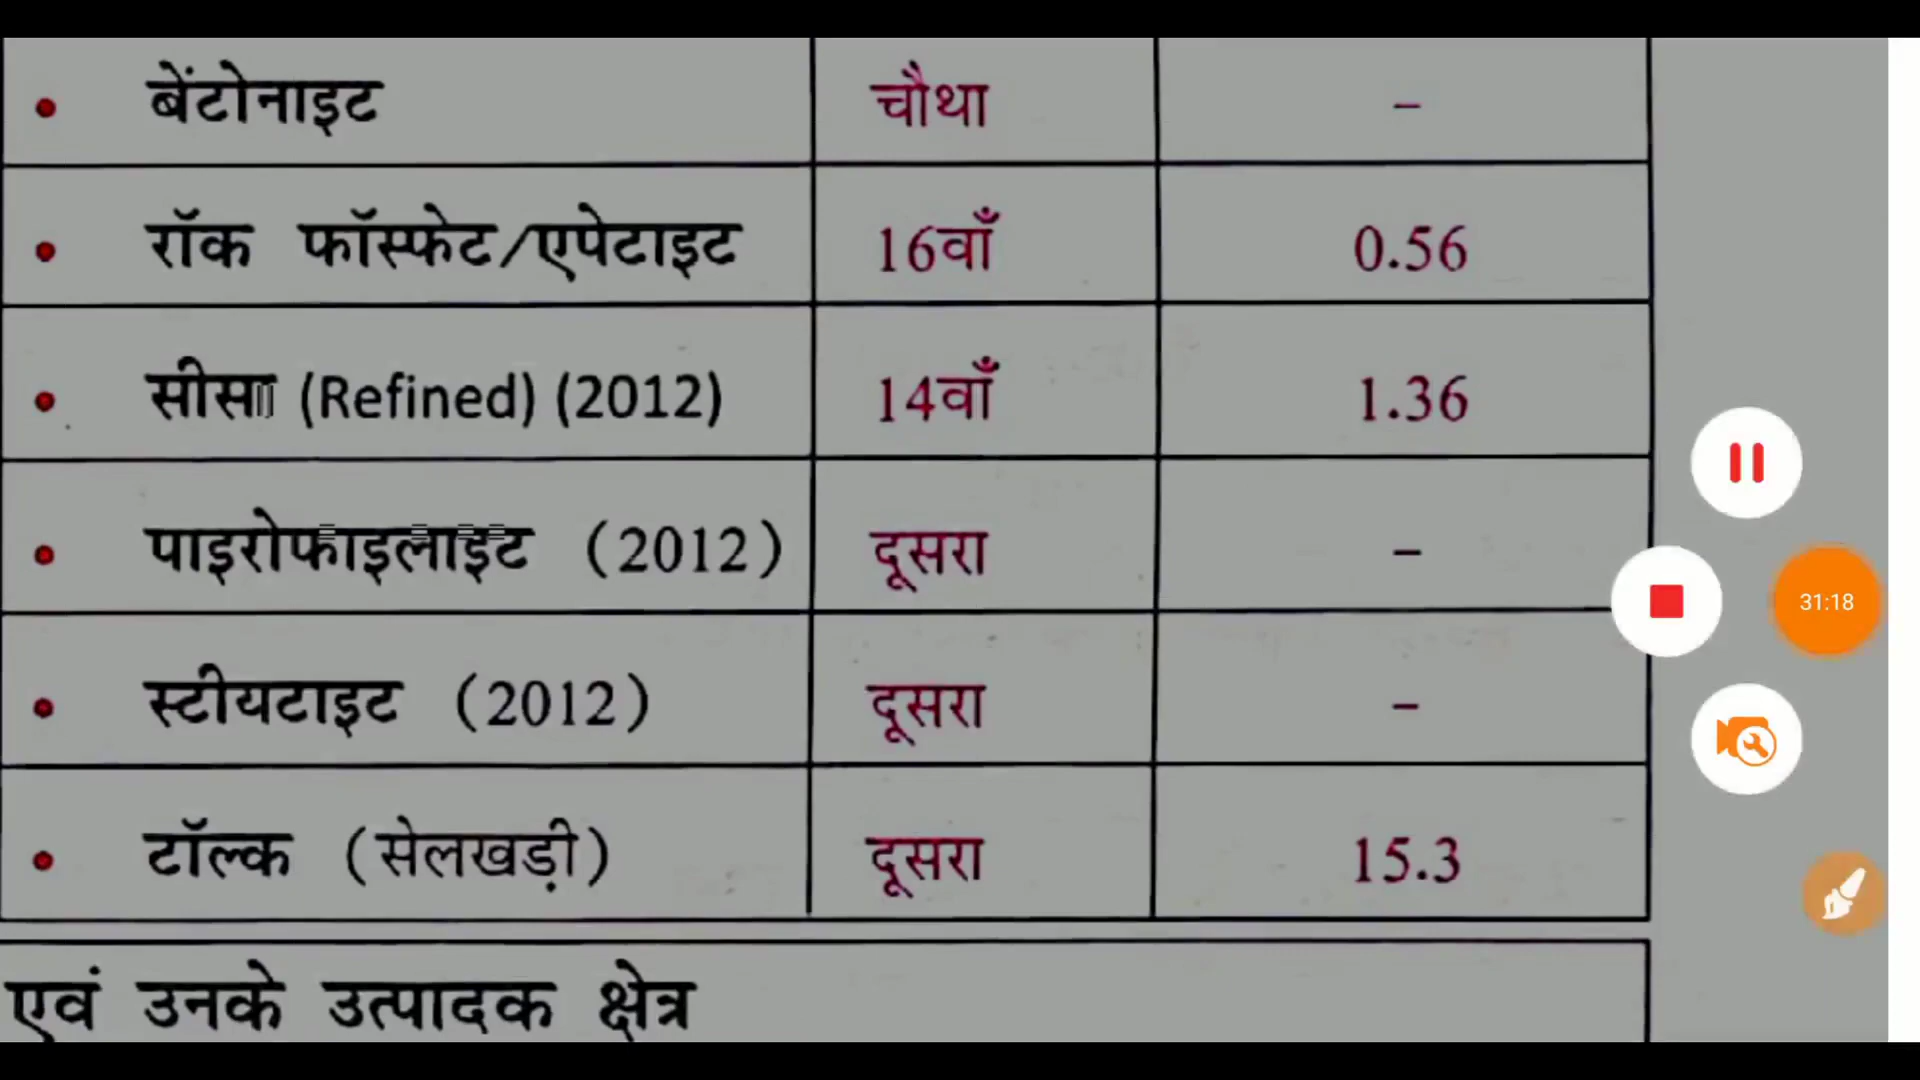 • बेंटोनाइट चौथा –
• रॉक फॉस्फेट/एपेटाइट 16वाँ 0.56
• सीसा (Refined) (2012) 14वाँ 1.36
• पाइरोफाइलाइट (2012) दूसरा –
• स्टीयटाइट (2012) दूसरा –
• टॉल्क (सेलखड़ी) दूसरा 15.3
एवं उनके उत्पादक क्षेत्र
31:18